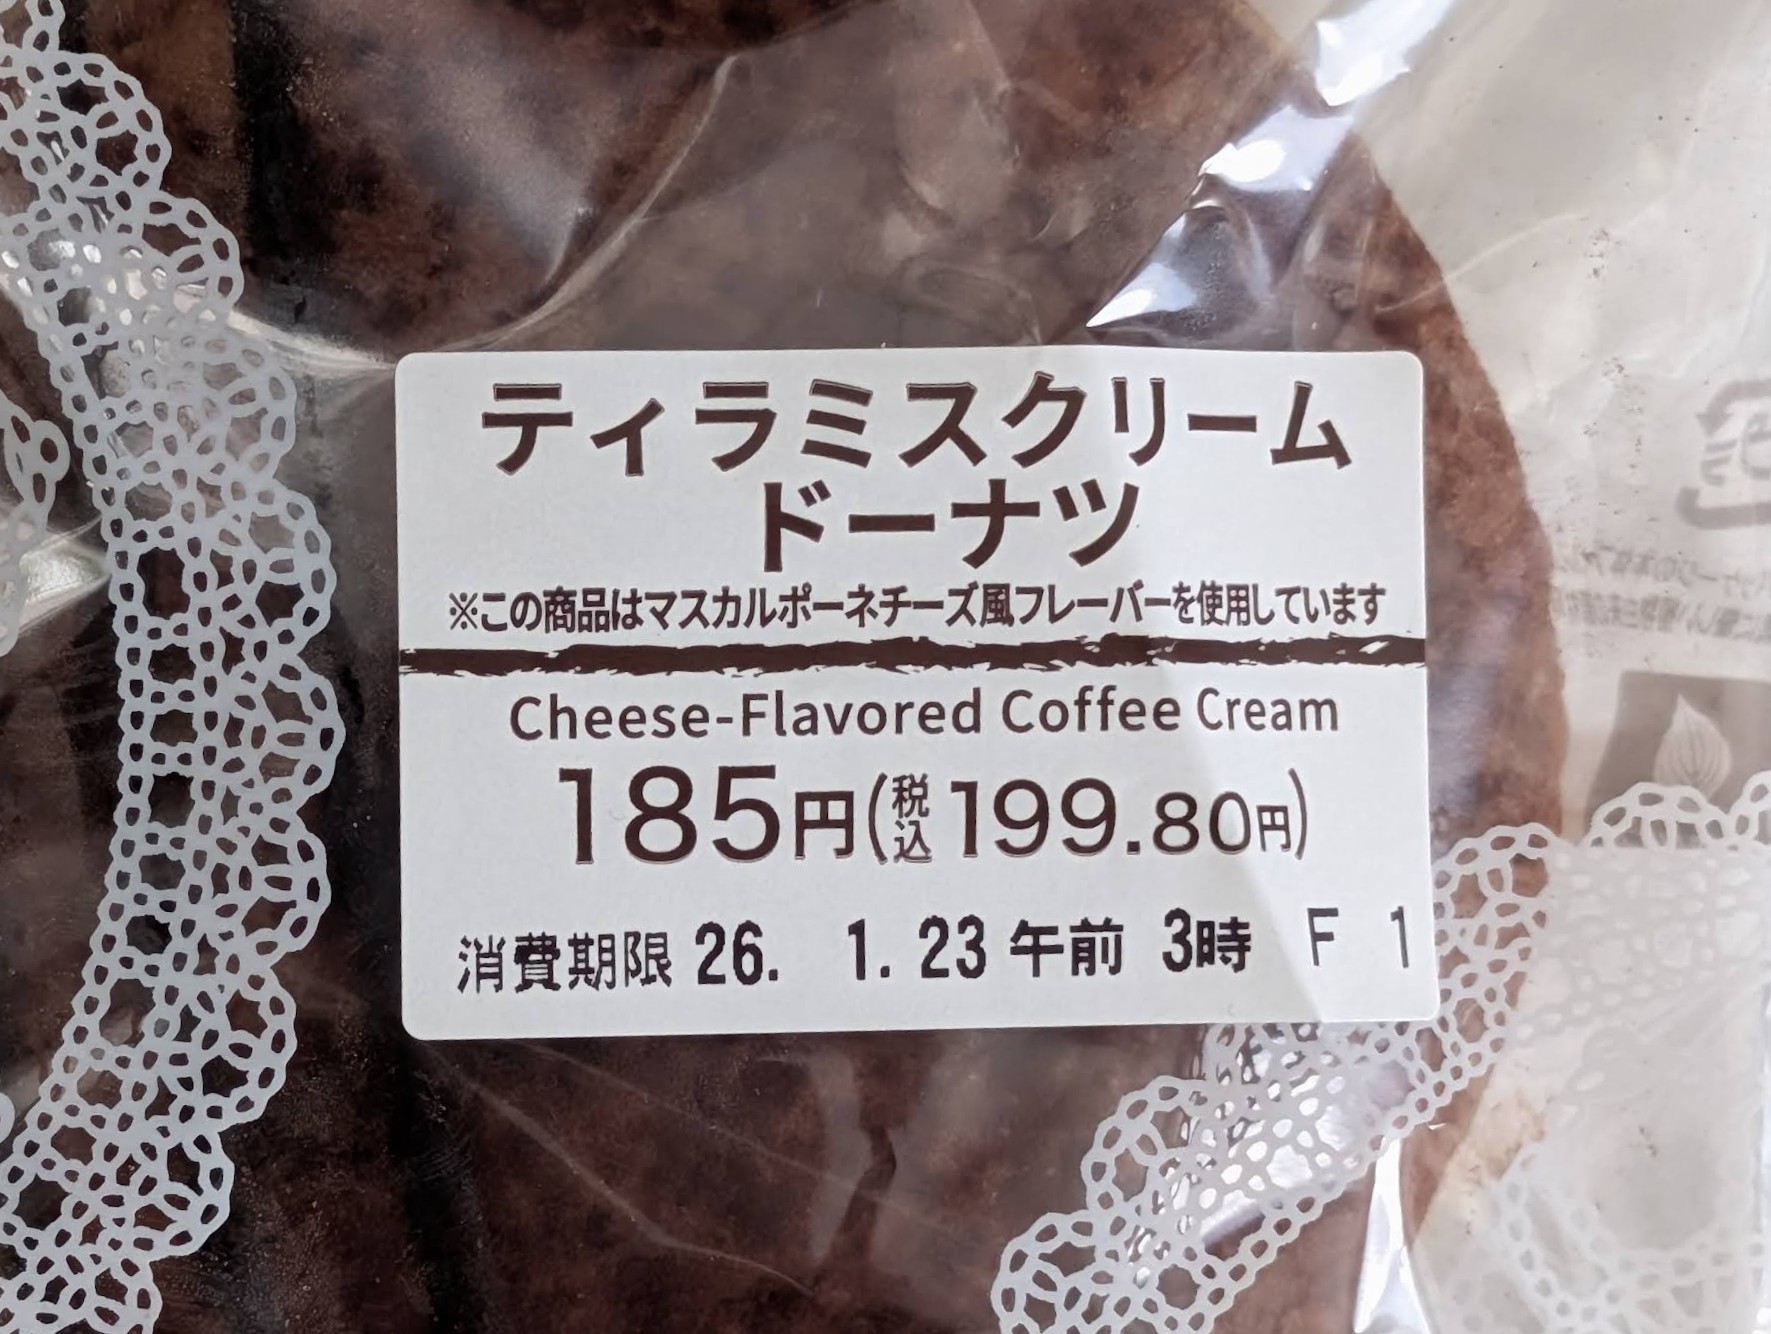 ティラミスクリーム
ドーナツ
※この商品はマスカルポーネチーズ風フレーバーを使用しています
Cheese-Flavored Coffee Cream
185円(税込199.80円)
消費期限 26. 1. 23 午前 3時 F 1